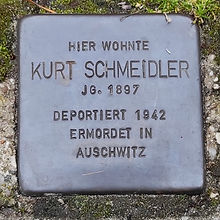 HIER WOHNTE
KURT SCHMEIDLER
JG. 1897
DEPORTIERT 1942
ERMORDET IN
AUSCHWITZ